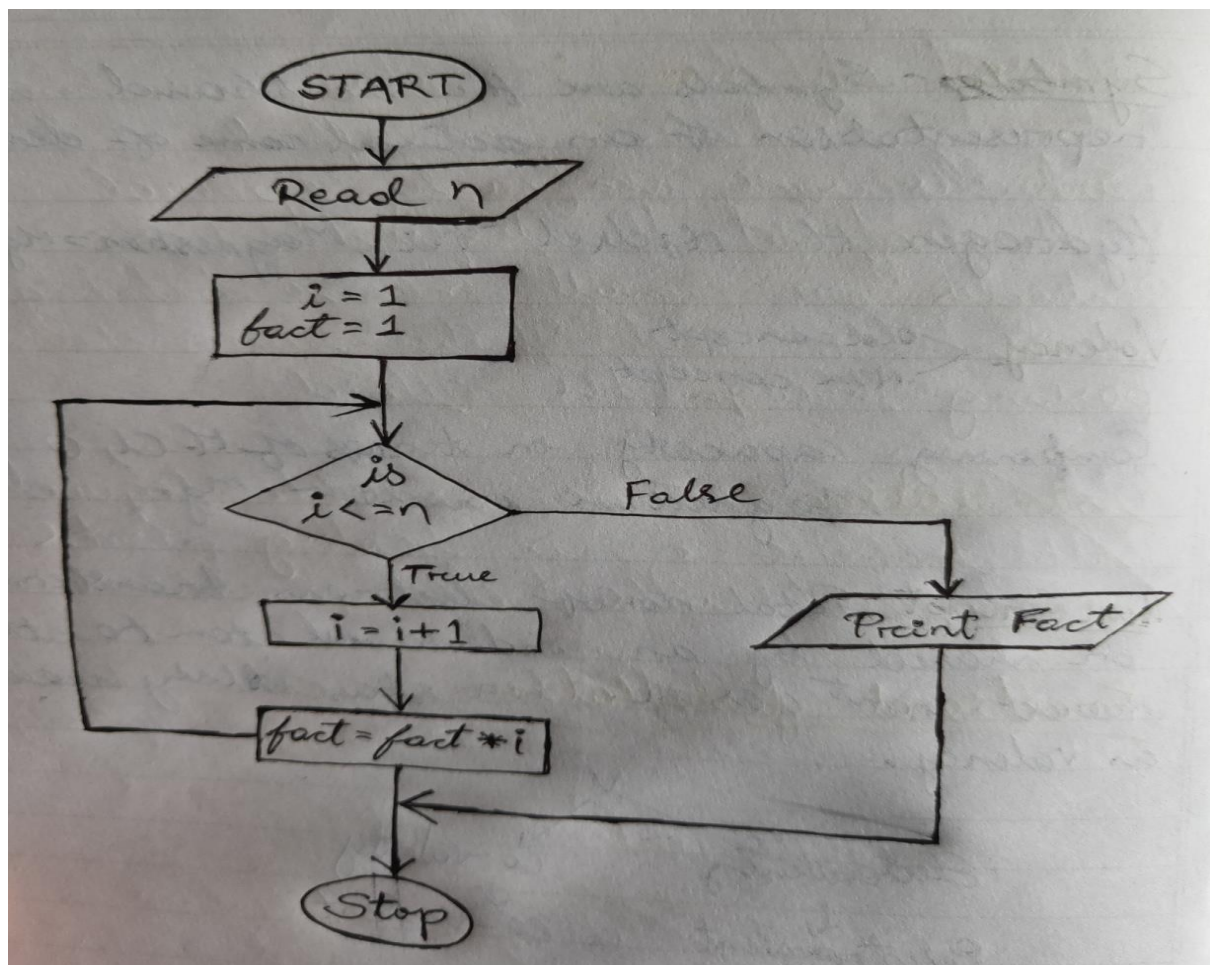 START
Read n
i = 1
fact = 1
is
i <= n
False
True
i = i + 1
Print Fact
fact = fact * i
Stop